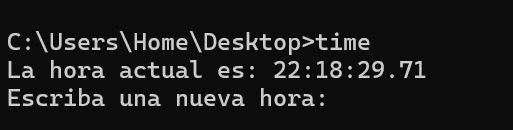 C:\Users\Home\Desktop>time
La hora actual es: 22:18:29.71
Escriba una nueva hora: